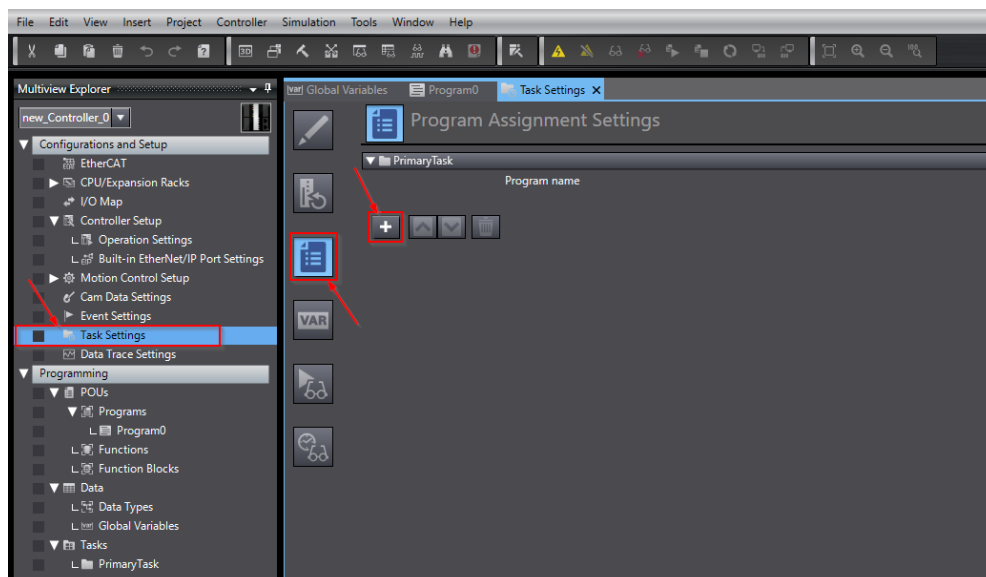 File Edit View Insert Project Controller Simulation Tools Window Help
3D
Multiview Explorer
new_Controller_0
Configurations and Setup
EtherCAT
CPU/Expansion Racks
I/O Map
Controller Setup
Operation Settings
Built-in EtherNet/IP Port Settings
Motion Control Setup
Cam Data Settings
Event Settings
Task Settings
Data Trace Settings
Programming
POUs
Programs
Program0
Functions
Function Blocks
Data
Data Types
Global Variables
Tasks
PrimaryTask
var Global Variables Program0 Task Settings
Program Assignment Settings
PrimaryTask
Program name
VAR